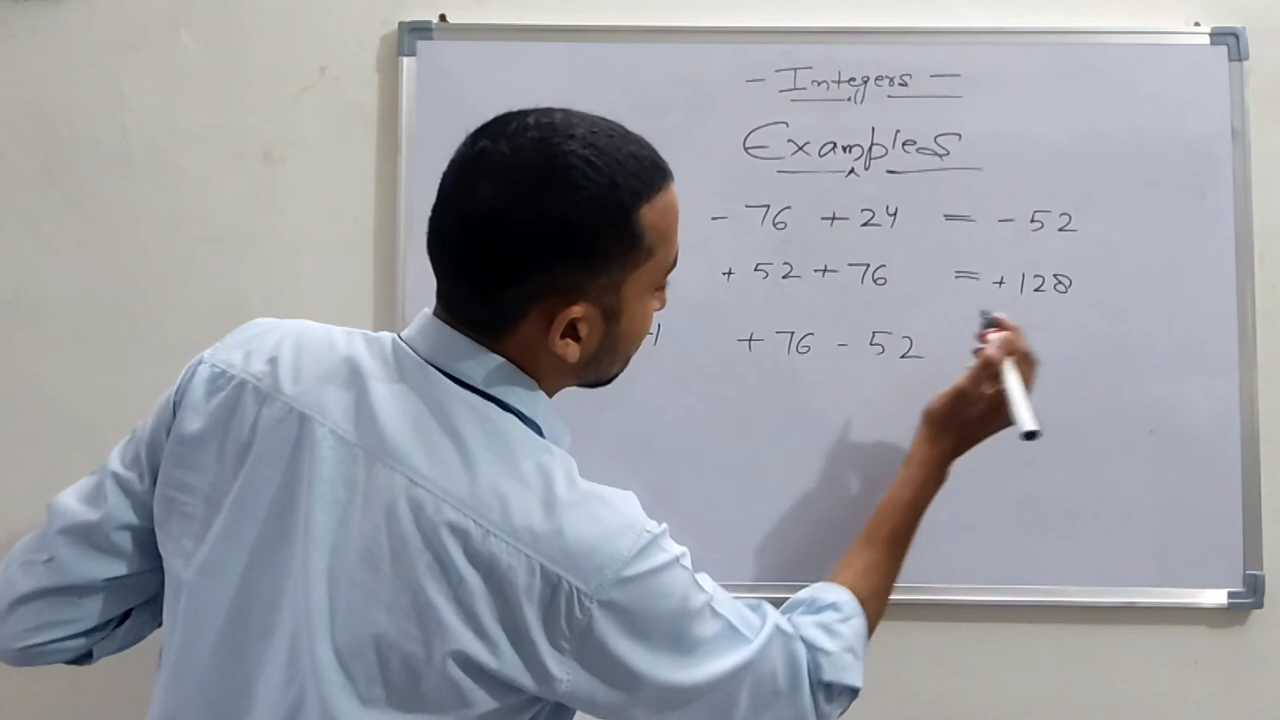 - Integers -
Examples
- 76 + 24 = - 52
+ 52 + 76 = + 128
+ 76 - 52